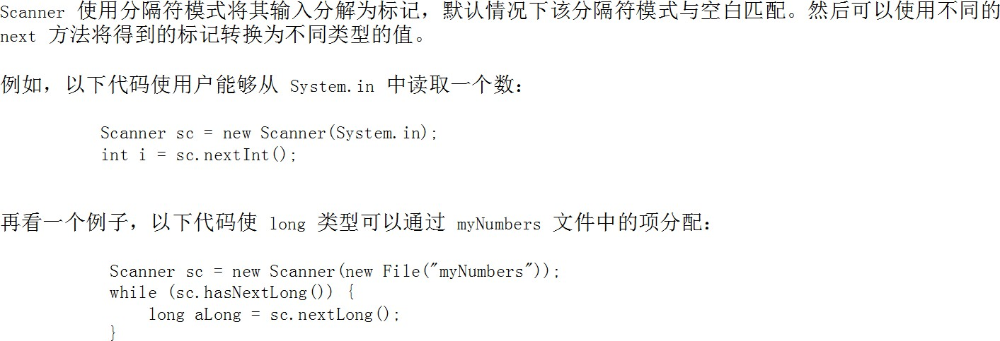 Scanner 使用分隔符模式将其输入分解为标记，默认情况下该分隔符模式与空白匹配。然后可以使用不同的
next 方法将得到的标记转换为不同类型的值。
例如，以下代码使用户能够从 System.in 中读取一个数：
Scanner sc = new Scanner(System.in);
int i = sc.nextInt();
再看一个例子，以下代码使 long 类型可以通过 myNumbers 文件中的项分配：
Scanner sc = new Scanner(new File("myNumbers"));
while (sc.hasNextLong()) {
long aLong = sc.nextLong();
}